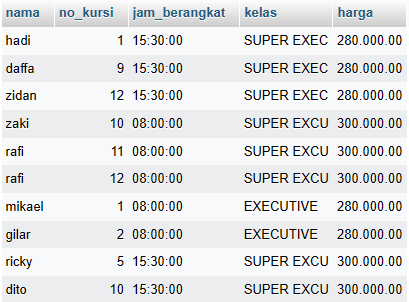 nama no_kursi jam_berangkat kelas harga
hadi 1 15:30:00 SUPER EXEC 280.000.00
daffa 9 15:30:00 SUPER EXEC 280.000.00
zidan 12 15:30:00 SUPER EXEC 280.000.00
zaki 10 08:00:00 SUPER EXCU 300.000.00
rafi 11 08:00:00 SUPER EXCU 300.000.00
rafi 12 08:00:00 SUPER EXCU 300.000.00
mikael 1 08:00:00 EXECUTIVE 280.000.00
gilar 2 08:00:00 EXECUTIVE 280.000.00
ricky 5 15:30:00 SUPER EXCU 300.000.00
dito 10 15:30:00 SUPER EXCU 300.000.00